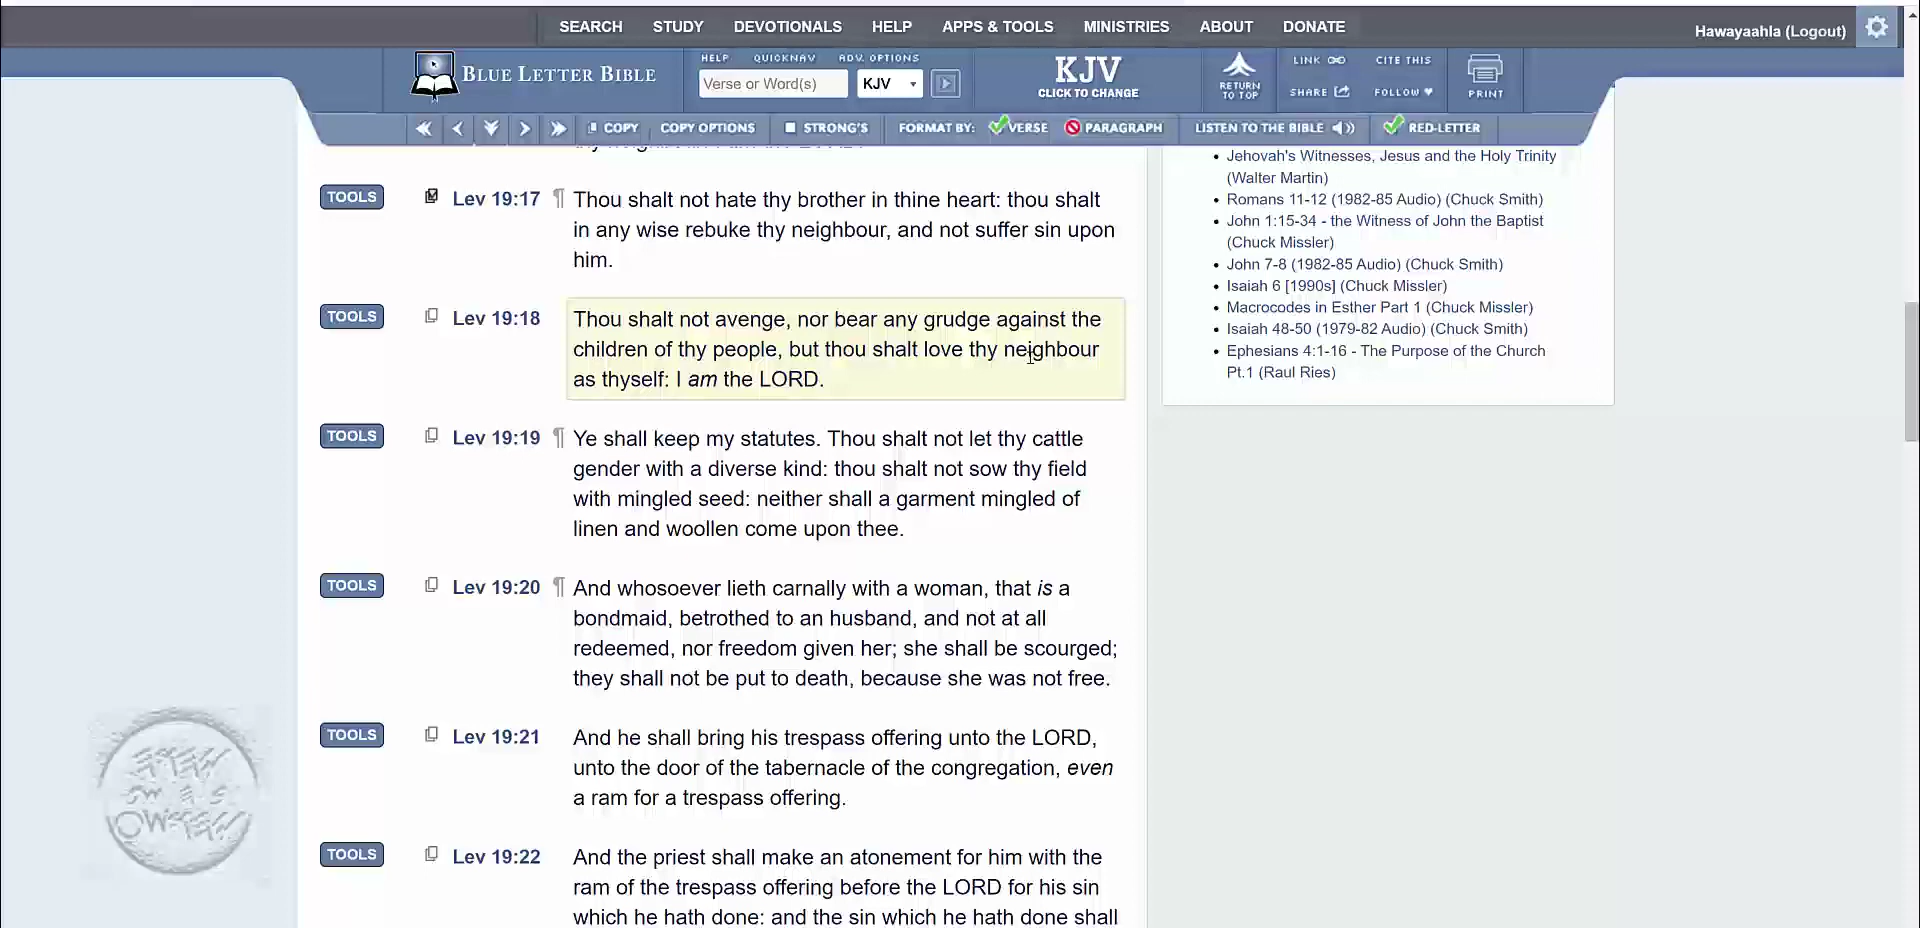 SEARCH STUDY DEVOTIONALS HELP APPS & TOOLS MINISTRIES ABOUT DONATE
Hawayaahla (Logout)
BLUE LETTER BIBLE
HELP QUICKNAV ADV. OPTIONS
Verse or Word(s) KJV
KJV
CLICK TO CHANGE
RETURN
TO TOP
LINK CITE THIS
SHARE FOLLOW
PRINT
COPY COPY OPTIONS STRONG'S FORMAT BY: VERSE PARAGRAPH LISTEN TO THE BIBLE RED-LETTER
TOOLS Lev 19:17 ¶ Thou shalt not hate thy brother in thine heart: thou shalt
in any wise rebuke thy neighbour, and not suffer sin upon
him.
TOOLS Lev 19:18 Thou shalt not avenge, nor bear any grudge against the
children of thy people, but thou shalt love thy neighbour
as thyself: I am the LORD.
TOOLS Lev 19:19 ¶ Ye shall keep my statutes. Thou shalt not let thy cattle
gender with a diverse kind: thou shalt not sow thy field
with mingled seed: neither shall a garment mingled of
linen and woollen come upon thee.
TOOLS Lev 19:20 ¶ And whosoever lieth carnally with a woman, that is a
bondmaid, betrothed to an husband, and not at all
redeemed, nor freedom given her; she shall be scourged;
they shall not be put to death, because she was not free.
TOOLS Lev 19:21 And he shall bring his trespass offering unto the LORD,
unto the door of the tabernacle of the congregation, even
a ram for a trespass offering.
TOOLS Lev 19:22 And the priest shall make an atonement for him with the
ram of the trespass offering before the LORD for his sin
which he hath done: and the sin which he hath done shall
Jehovah's Witnesses, Jesus and the Holy Trinity
(Walter Martin)
Romans 11-12 (1982-85 Audio) (Chuck Smith)
John 1:15-34 - the Witness of John the Baptist
(Chuck Missler)
John 7-8 (1982-85 Audio) (Chuck Smith)
Isaiah 6 [1990s] (Chuck Missler)
Macrocodes in Esther Part 1 (Chuck Missler)
Isaiah 48-50 (1979-82 Audio) (Chuck Smith)
Ephesians 4:1-16 - The Purpose of the Church
Pt.1 (Raul Ries)